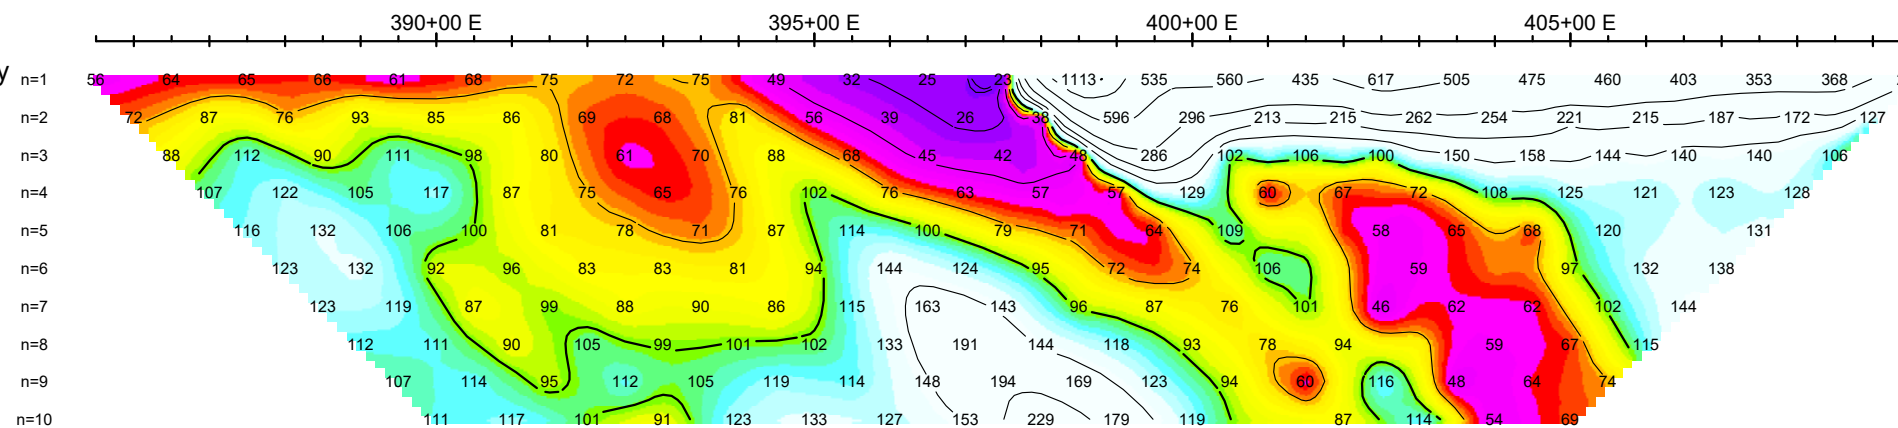 390+00 E 395+00 E 400+00 E 405+00 E
y
n=1 56 64 65 66 61 68 75 72 75 49 32 25 23 1113 535 560 435 617 505 475 460 403 353 368
n=2 72 87 76 93 85 86 69 68 81 56 39 26 38 596 296 213 215 262 254 221 215 187 172 127
n=3 88 112 90 111 98 80 61 70 88 68 45 42 48 286 102 106 100 150 158 144 140 140 106
n=4 107 122 105 117 87 75 65 76 102 76 63 57 57 129 60 67 72 108 125 121 123 128
n=5 116 132 106 100 81 78 71 87 114 100 79 71 64 109 58 65 68 120 131
n=6 123 132 92 96 83 83 81 94 144 124 95 72 74 106 59 97 132 138
n=7 123 119 87 99 88 90 86 115 163 143 96 87 76 101 46 62 62 102 144
n=8 112 111 90 105 99 101 102 133 191 144 118 93 78 94 59 67 115
n=9 107 114 95 112 105 119 114 148 194 169 123 94 60 116 48 64 74
n=10 111 117 101 91 123 133 127 153 229 179 119 87 114 54 69